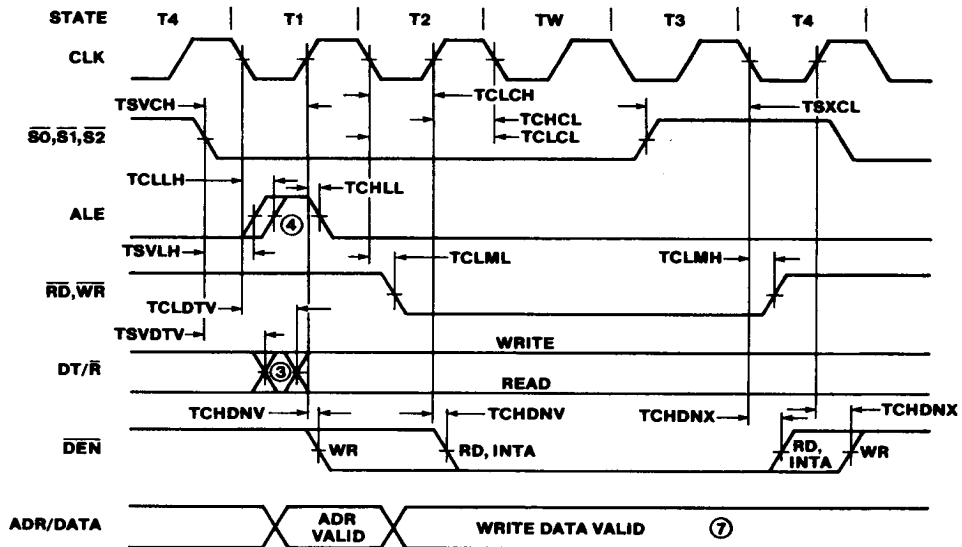 STATE T4 T1 T2 TW T3 T4
CLK
TSVCH TCLCH TSXCL
TCHCL
S0,S1,S2 TCLCL
TCLLH TCHLL
ALE 4
TSVLH TCLML TCLMH
RD,WR
TCLDTV
TSVDTV WRITE
DT/R 3
READ
TCHDNV TCHDNV TCHDNX TCHDNX
DEN WR RD, INTA RD, INTA WR
ADR/DATA ADR VALID WRITE DATA VALID 7